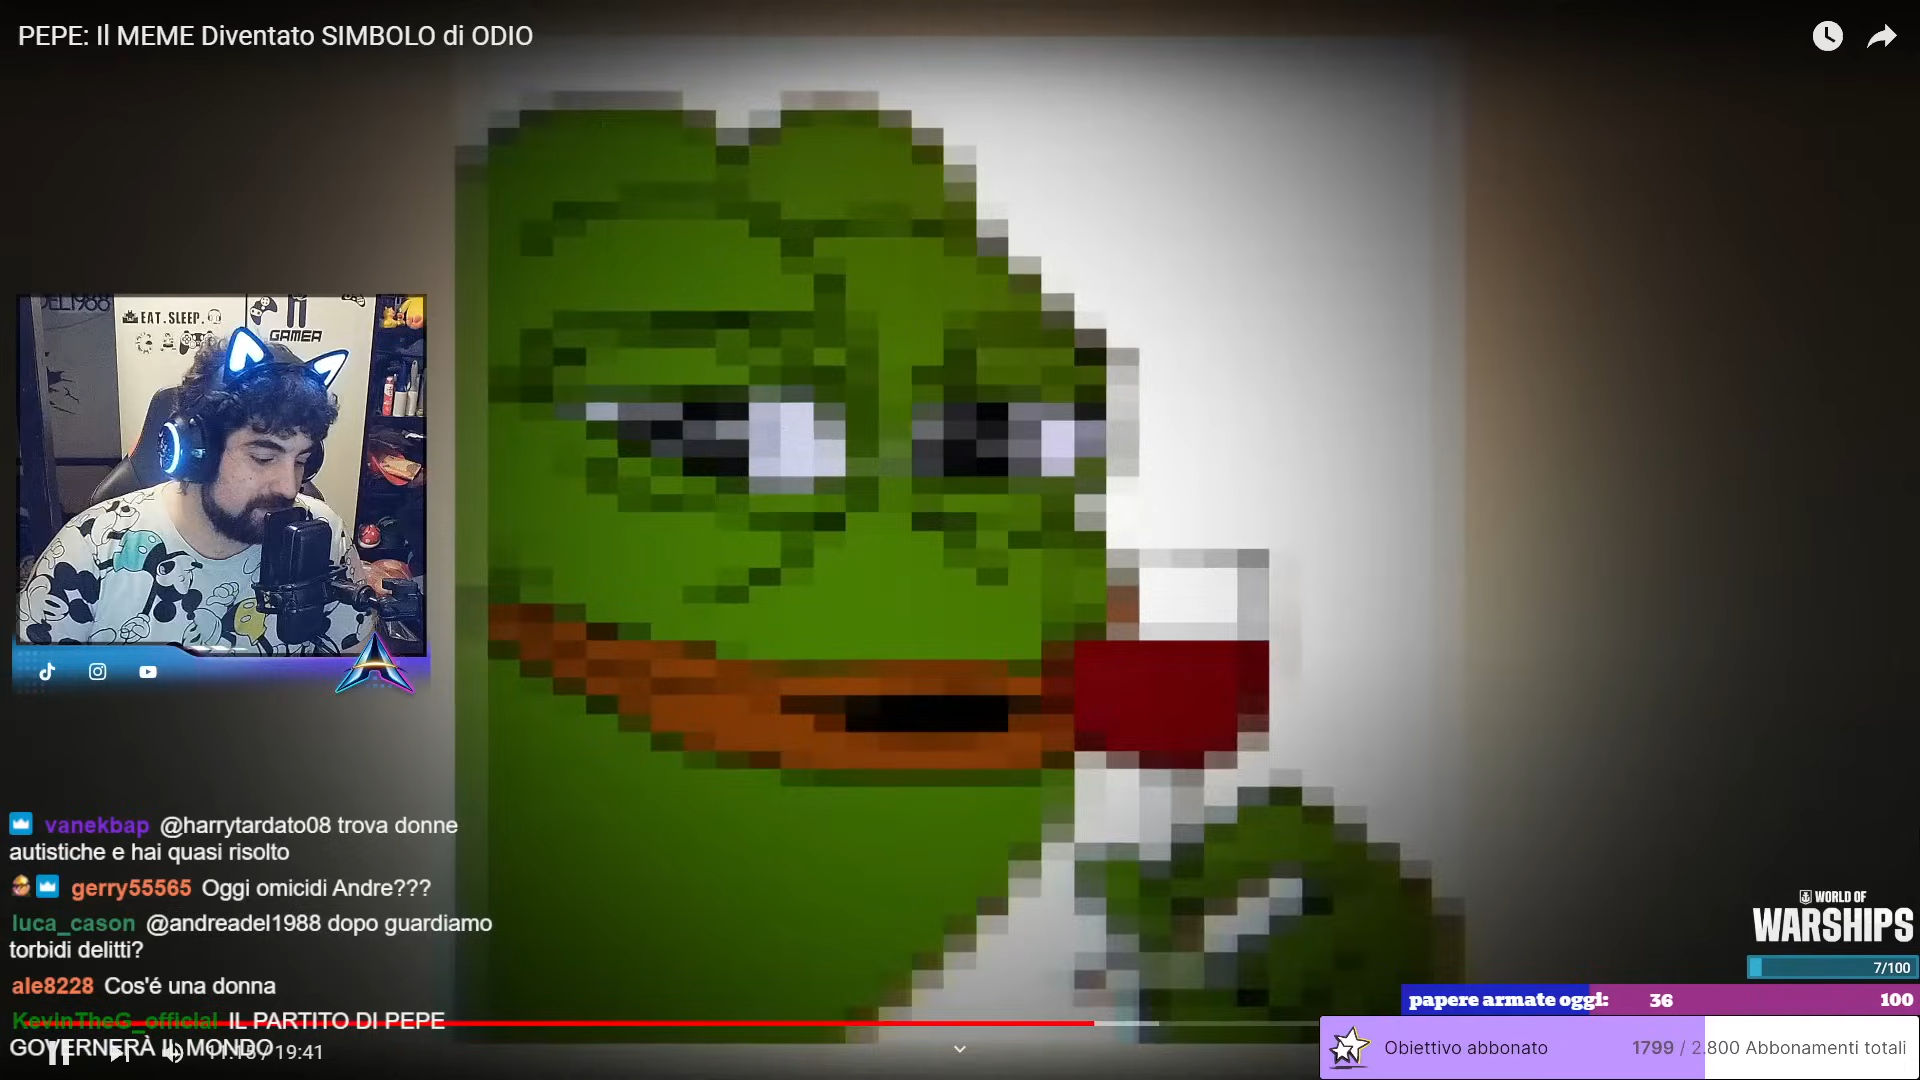 PEPE: Il MEME Diventato SIMBOLO di ODIO
DEL1988
EAT.SLEEP.
GAMER
vanekbap @harrytardato08 trova donne
autistiche e hai quasi risolto
gerry55565 Oggi omicidi Andre???
luca_cason @andreadel1988 dopo guardiamo
torbidi delitti?
ale8228 Cos'é una donna
KevinTheG_official IL PARTITO DI PEPE
GOVERNERÀ IL MONDO
11:15 / 19:41
WORLD OF
WARSHIPS
7/100
papere armate oggi: 36 100
Obiettivo abbonato 1799 / 2.800 Abbonamenti totali